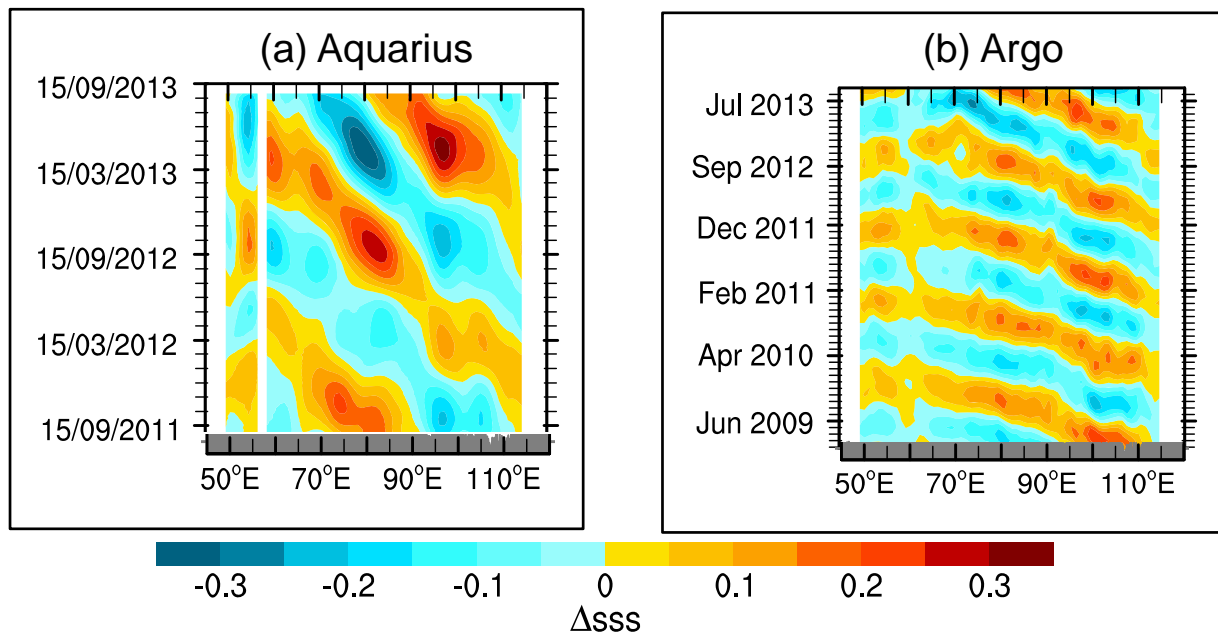 (a) Aquarius
15/09/2013
15/03/2013
15/09/2012
15/03/2012
15/09/2011
50°E 70°E 90°E 110°E
(b) Argo
Jul 2013
Sep 2012
Dec 2011
Feb 2011
Apr 2010
Jun 2009
50°E 70°E 90°E 110°E
-0.3 -0.2 -0.1 0 0.1 0.2 0.3
Δsss